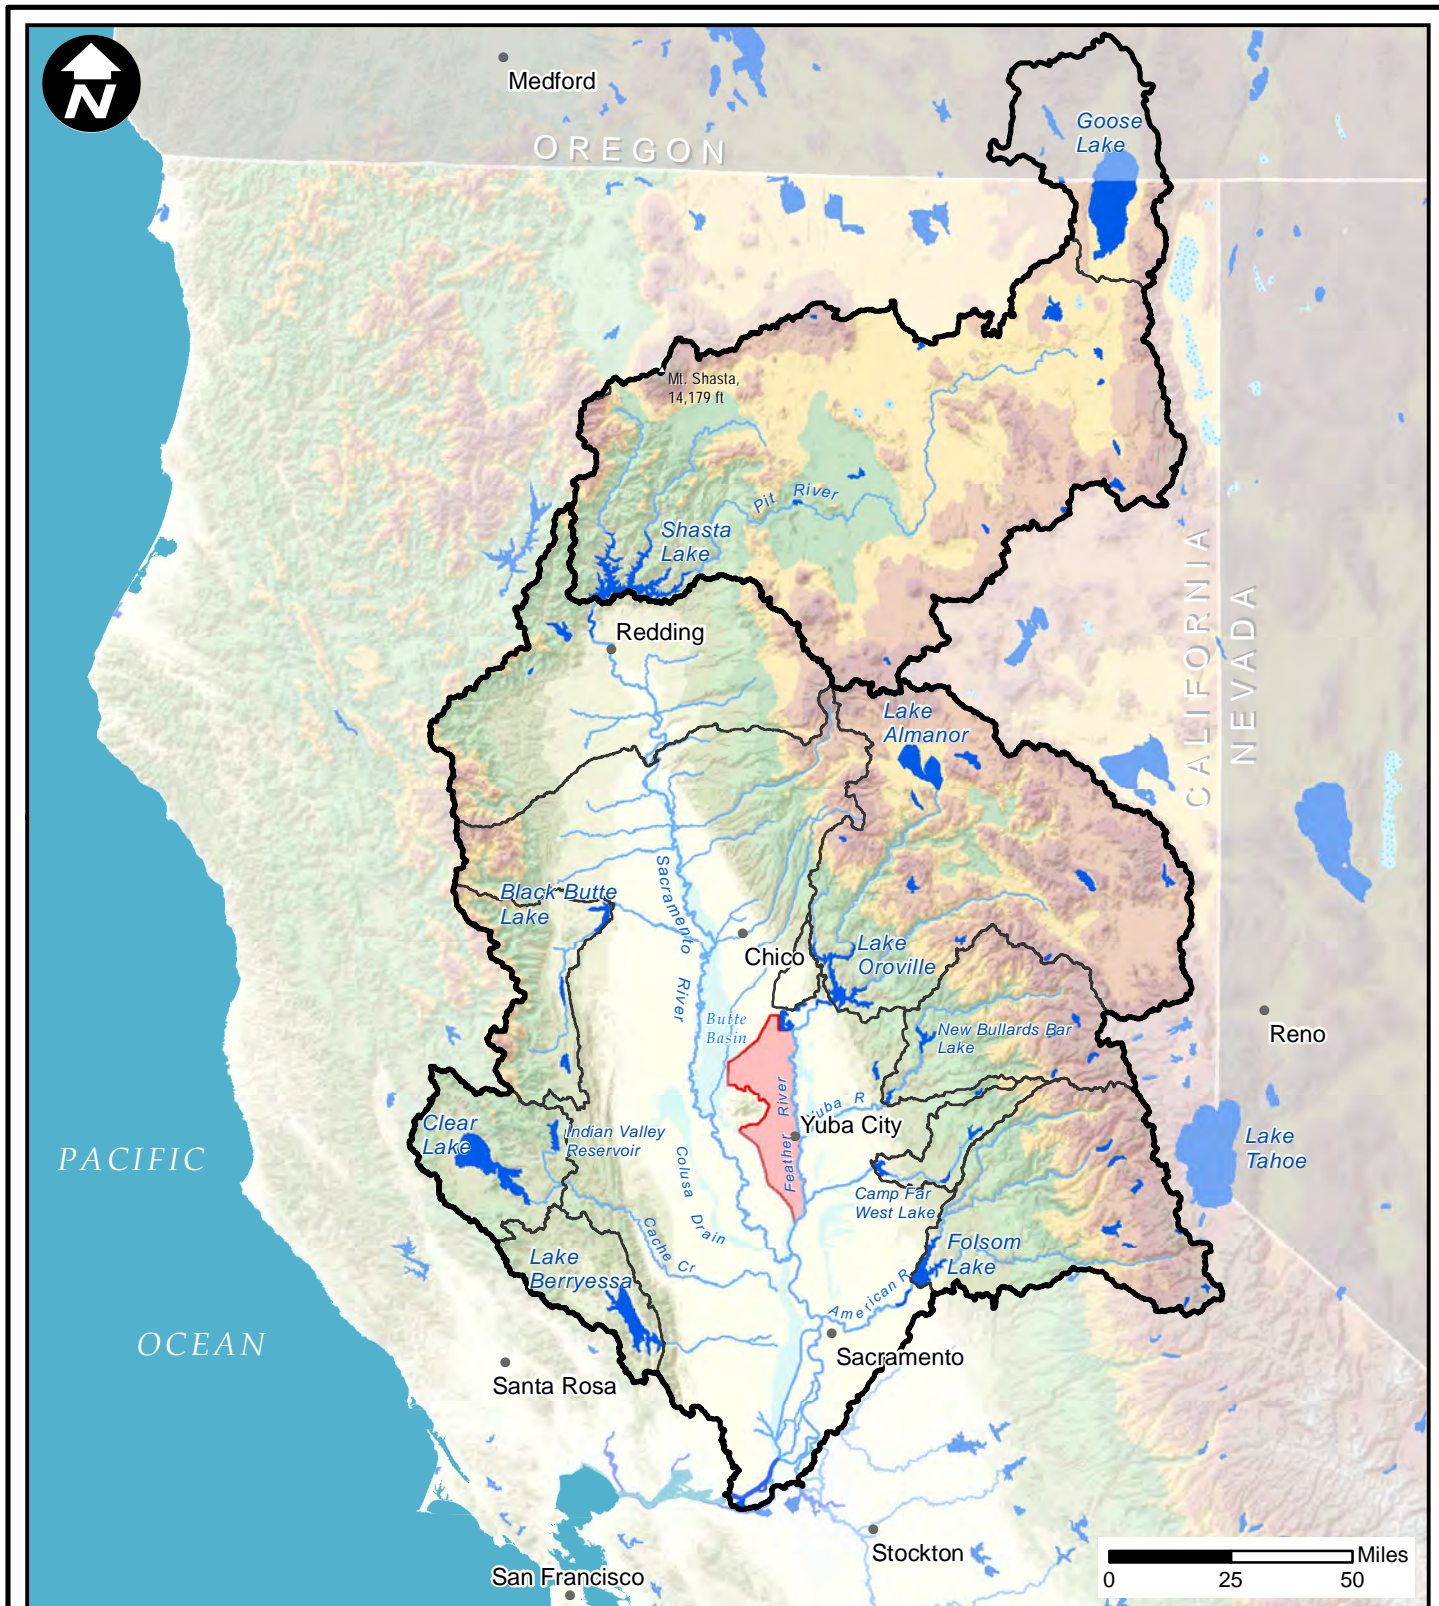 N
Medford
OREGON
Goose
Lake
Mt. Shasta,
14,179 ft
Pit River
Shasta
Lake
CALIFORNIA
NEVADA
Redding
Lake
Almanor
Sacramento River
Black Butte
Lake
Chico
Lake
Oroville
Butte
Basin
New Bullards Bar
Lake
Reno
Feather River
Yuba R
Yuba City
Clear
Lake
Indian Valley
Reservoir
Lake
Tahoe
PACIFIC
OCEAN
Colusa Drain
Camp Far
West Lake
Cache Cr
Lake
Berryessa
Folsom
Lake
American R
Sacramento
Santa Rosa
Stockton
San Francisco
Miles
0 25 50